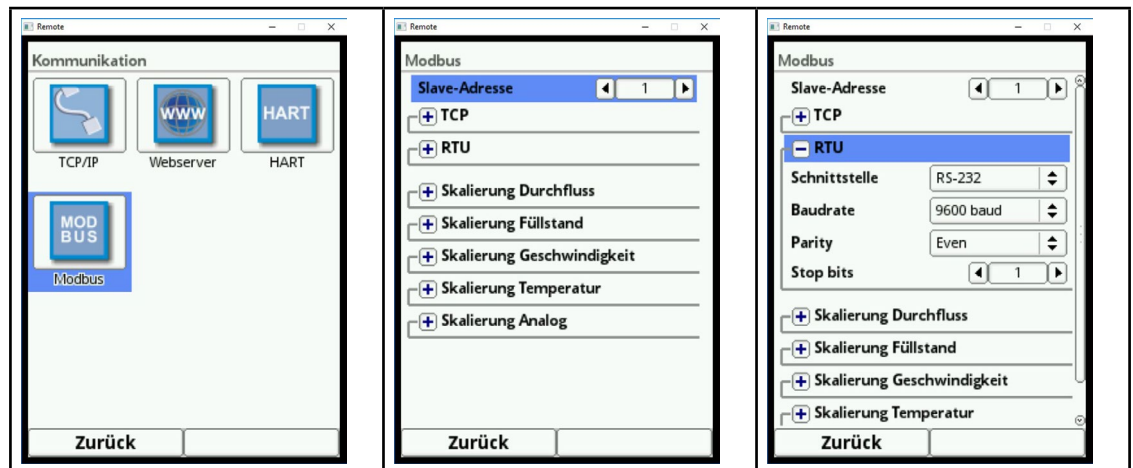 Remote
Kommunikation
WWW
HART
TCP/IP
Webserver
HART
MOD
BUS
Modbus
Zurück
Remote
Modbus
Slave-Adresse 1
TCP
RTU
Skalierung Durchfluss
Skalierung Füllstand
Skalierung Geschwindigkeit
Skalierung Temperatur
Skalierung Analog
Zurück
Remote
Modbus
Slave-Adresse 1
TCP
RTU
Schnittstelle RS-232
Baudrate 9600 baud
Parity Even
Stop bits 1
Skalierung Durchfluss
Skalierung Füllstand
Skalierung Geschwindigkeit
Skalierung Temperatur
Zurück